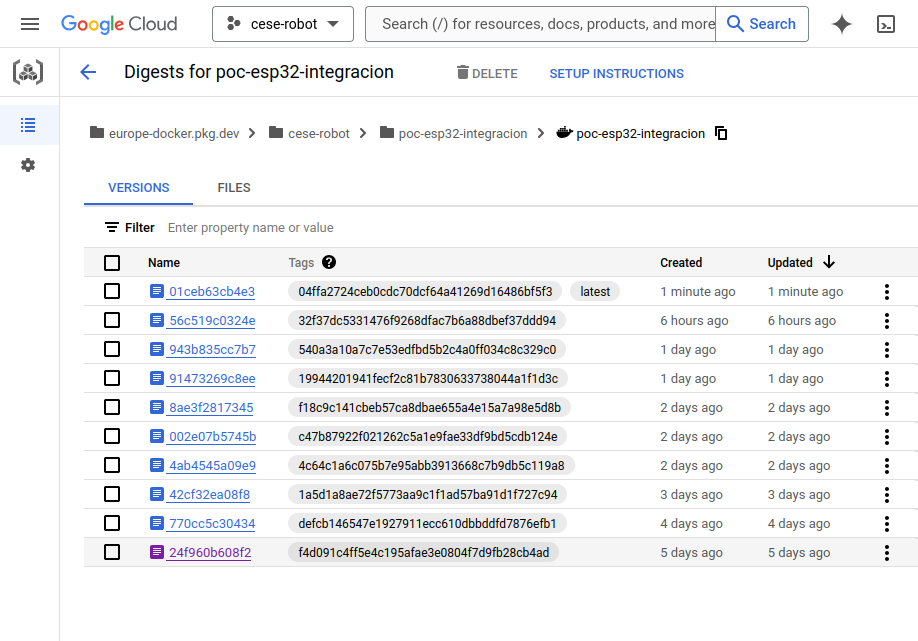 Google Cloud
cese-robot
Search (/) for resources, docs, products, and more
Search
Digests for poc-esp32-integracion
DELETE
SETUP INSTRUCTIONS
europe-docker.pkg.dev
cese-robot
poc-esp32-integracion
poc-esp32-integracion
VERSIONS
FILES
Filter
Enter property name or value
Name
Tags
?
Created
Updated
01ceb63cb4e3 04ffa2724ceb0cdc70dcf64a41269d16486bf5f3 latest 1 minute ago 1 minute ago
56c519c0324e 32f37dc5331476f9268dfac7b6a88dbef37ddd94 6 hours ago 6 hours ago
943b835cc7b7 540a3a10a7c7e53edfbd5b2c4a0ff034c8c329c0 1 day ago 1 day ago
91473269c8ee 19944201941fecf2c81b7830633738044a1f1d3c 1 day ago 1 day ago
8ae3f2817345 f18c9c141cbeb57ca8dbae655a4e15a7a98e5d8b 2 days ago 2 days ago
002e07b5745b c47b87922f021262c5a1e9fae33df9bd5cdb124e 2 days ago 2 days ago
4ab4545a09e9 4c64c1a6c075b7e95abb3913668c7b9db5c119a8 2 days ago 2 days ago
42cf32ea08f8 1a5d1a8ae72f5773aa9c1f1ad57ba91d1f727c94 3 days ago 3 days ago
770cc5c30434 defcb146547e1927911ecc610dbbddfd7876efb1 4 days ago 4 days ago
24f960b608f2 f4d091c4ff5e4c195afae3e0804f7d9fb28cb4ad 5 days ago 5 days ago